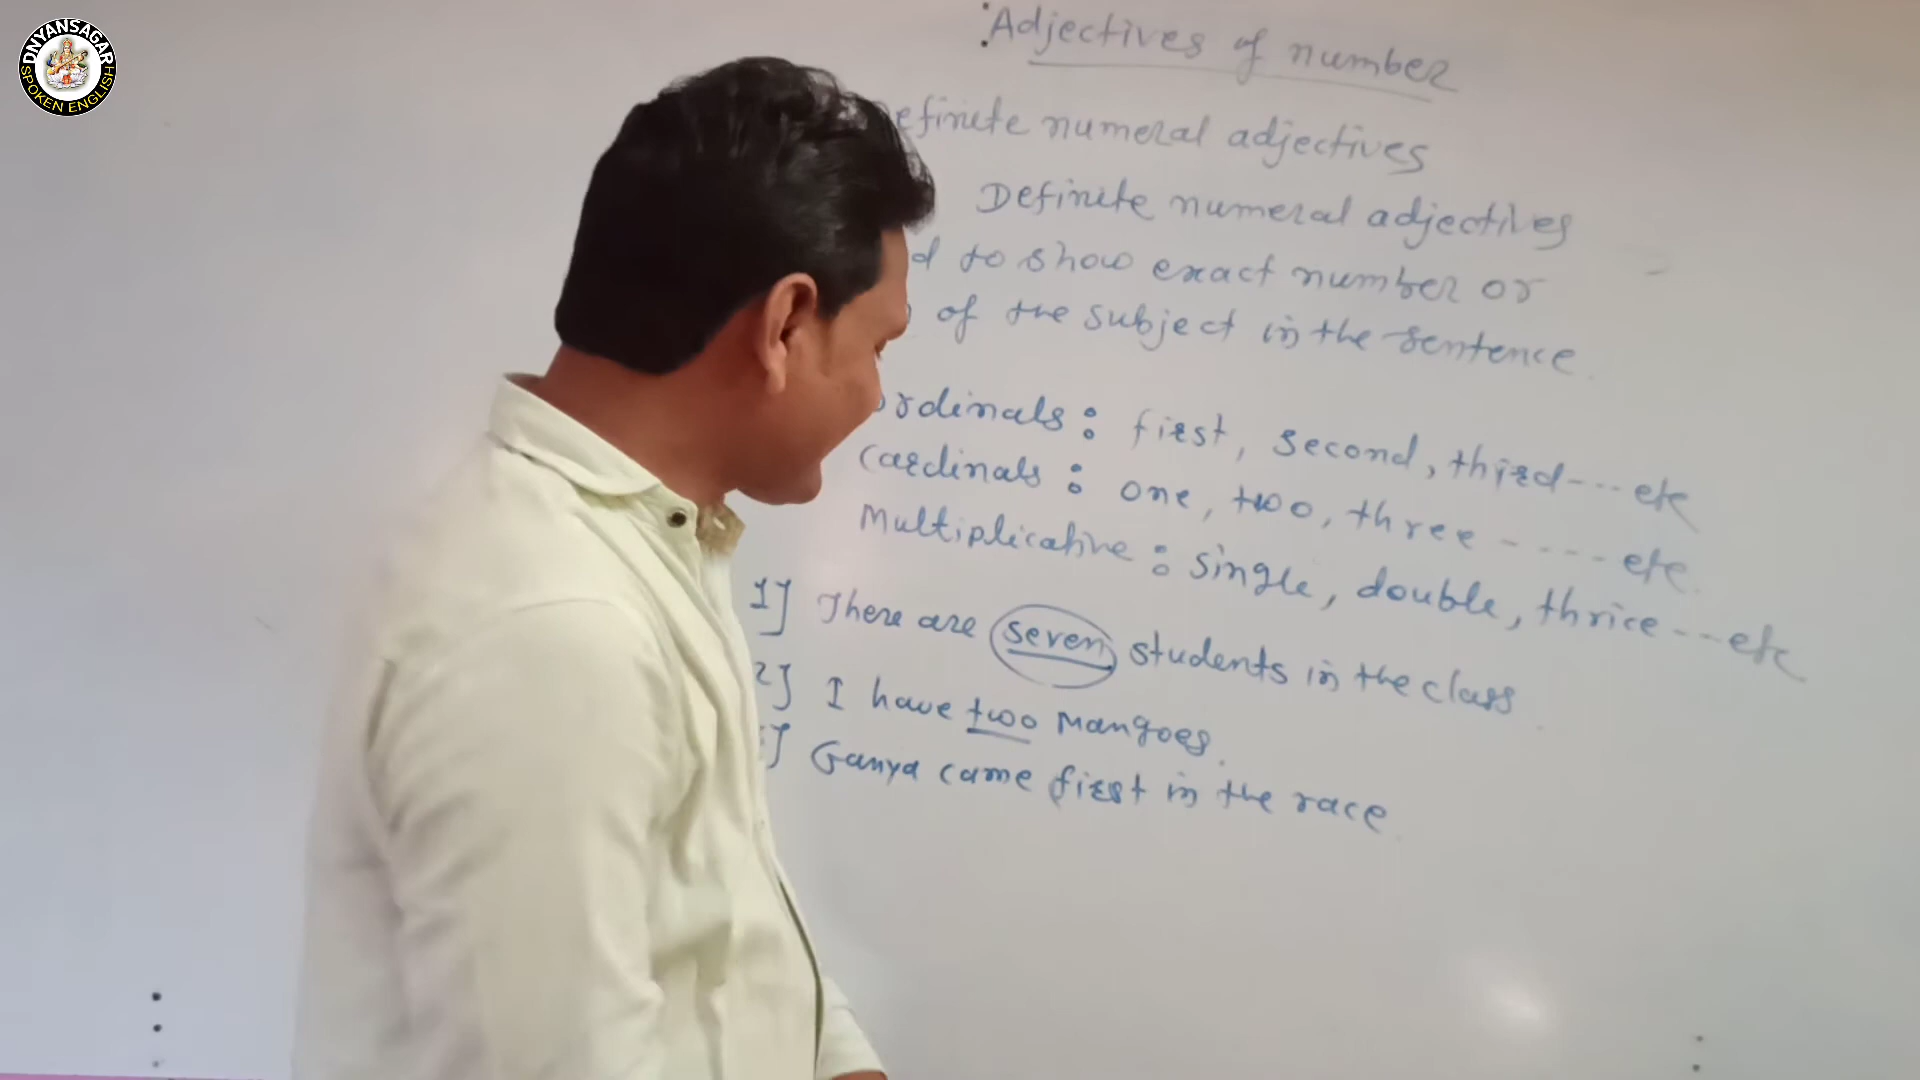 DNYANSAGAR
SPOKEN ENGLISH
Adjectives of number
efinite numeral adjectives
Definite numeral adjectives
d to show exact number or
of the subject in the sentence.
ordinals : first, second, third --- etc
Cardinals : one, two, three ---- etc.
Multiplicative : single, double, thrice --- etc
1] There are seven students in the class.
2] I have two Mangoes.
] Ganya came first in the race.